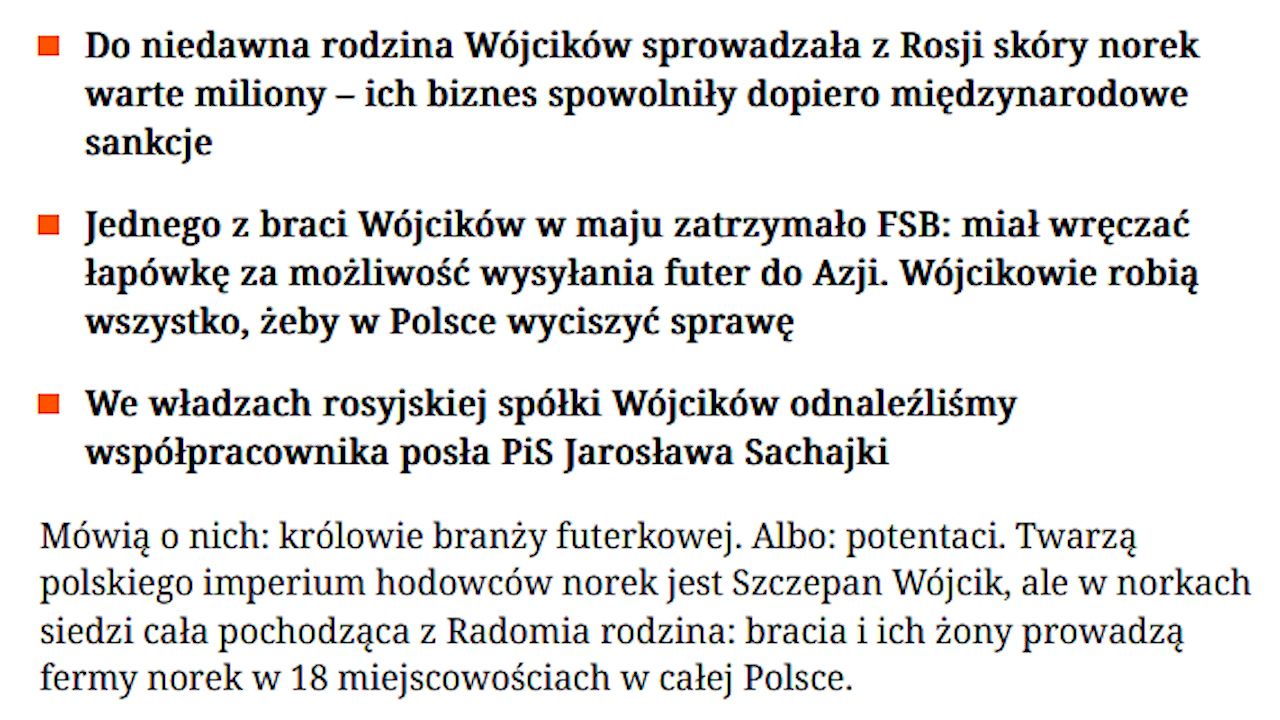 Do niedawna rodzina Wójcików sprowadzała z Rosji skóry norek
warte miliony – ich biznes spowolniły dopiero międzynarodowe
sankcje
Jednego z braci Wójcików w maju zatrzymało FSB: miał wręczać
łapówkę za możliwość wysyłania futer do Azji. Wójcikowie robią
wszystko, żeby w Polsce wyciszyć sprawę
We władzach rosyjskiej spółki Wójcików odnaleźliśmy
współpracownika posła PiS Jarosława Sachajki
Mówią o nich: królowie branży futerkowej. Albo: potentaci. Twarzą
polskiego imperium hodowców norek jest Szczepan Wójcik, ale w norkach
siedzi cała pochodząca z Radomia rodzina: bracia i ich żony prowadzą
fermy norek w 18 miejscowościach w całej Polsce.